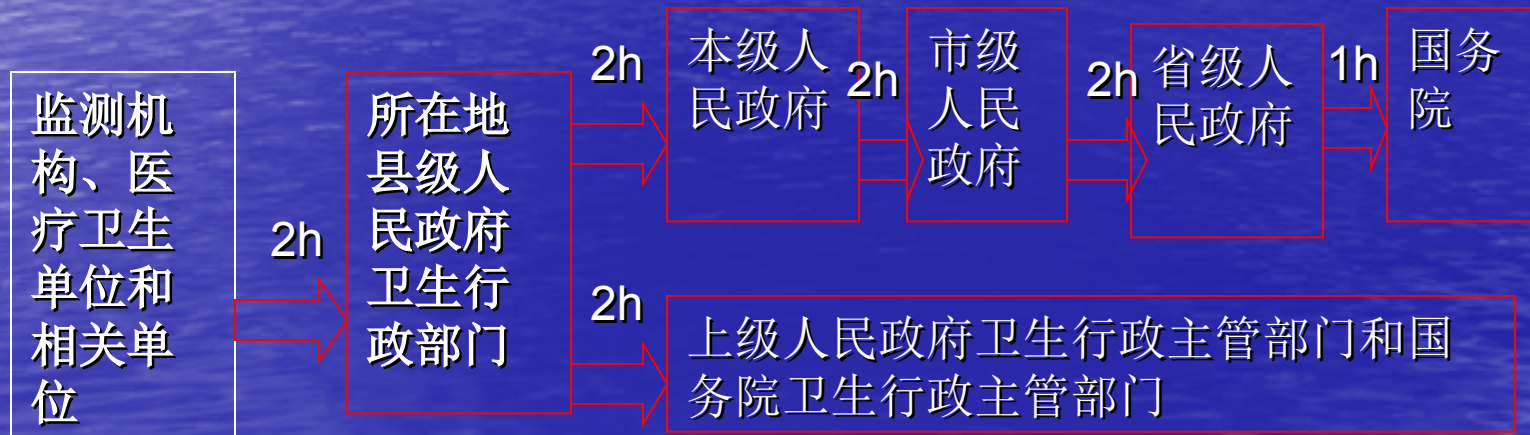 监测机
构、医
疗卫生
单位和
相关单
位
2h
所在地
县级人
民政府
卫生行
政部门
2h
本级人
民政府
2h
市级
人民
政府
2h
省级人
民政府
1h
国务
院
2h
上级人民政府卫生行政主管部门和国
务院卫生行政主管部门